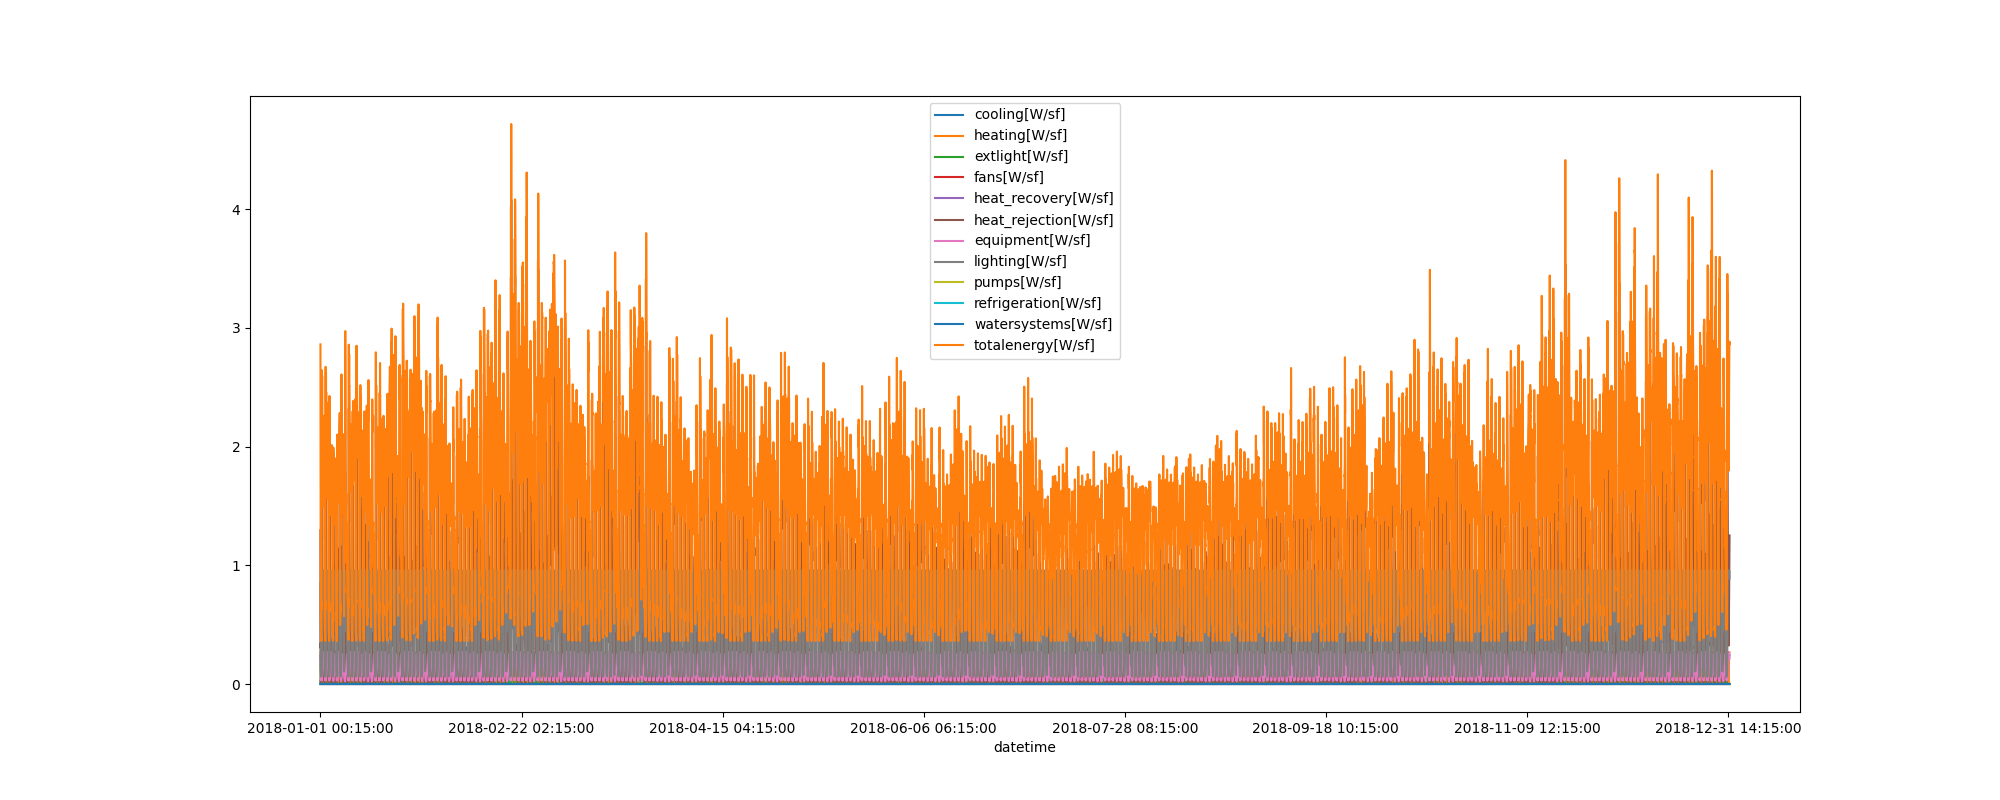 cooling[W/sf]
heating[W/sf]
extlight[W/sf]
fans[W/sf]
heat_recovery[W/sf]
heat_rejection[W/sf]
equipment[W/sf]
lighting[W/sf]
pumps[W/sf]
refrigeration[W/sf]
watersystems[W/sf]
totalenergy[W/sf]
4
3
2
1
0
2018-01-01 00:15:00 2018-02-22 02:15:00 2018-04-15 04:15:00 2018-06-06 06:15:00 2018-07-28 08:15:00 2018-09-18 10:15:00 2018-11-09 12:15:00 2018-12-31 14:15:00
datetime